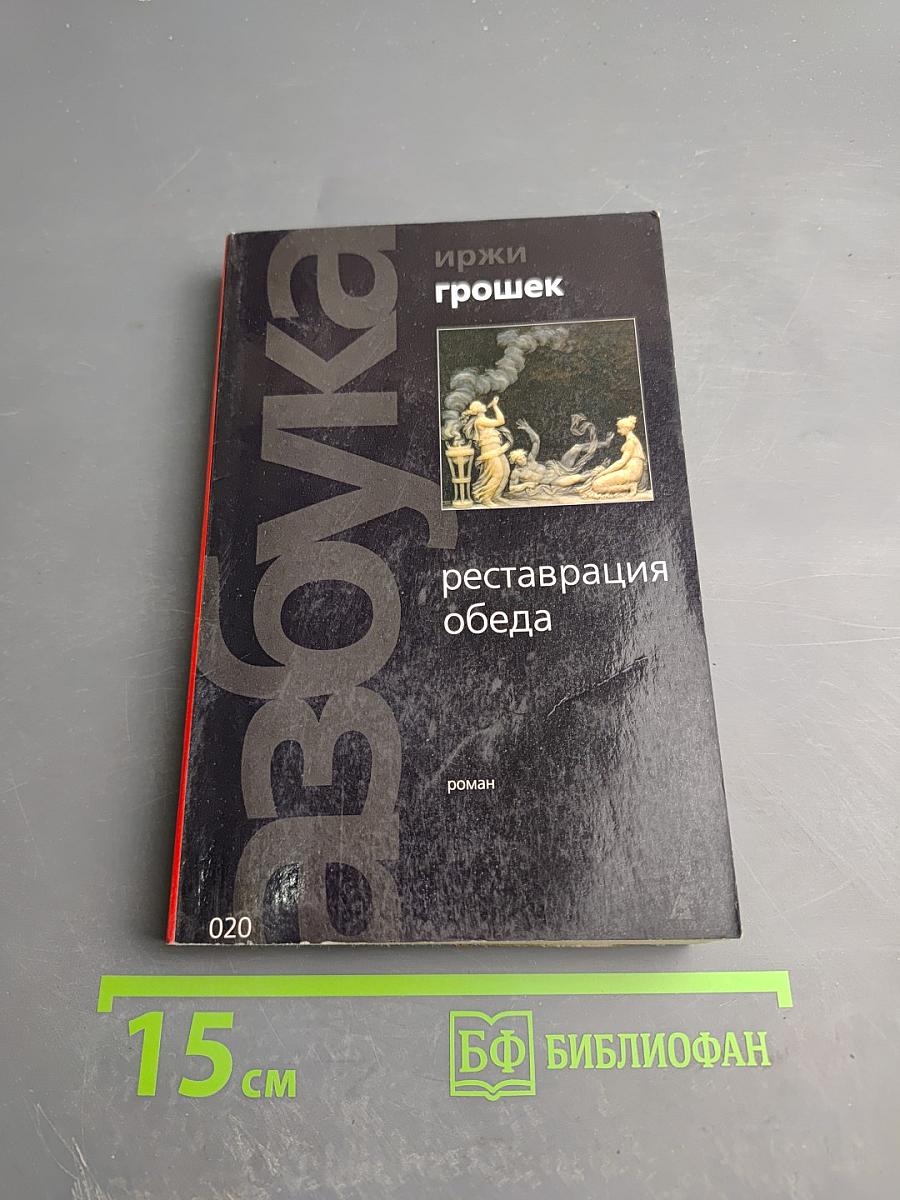 иржи
грошек
азбука
реставрация
обеда
роман
020
15 см
БФ БИБЛИОФАН